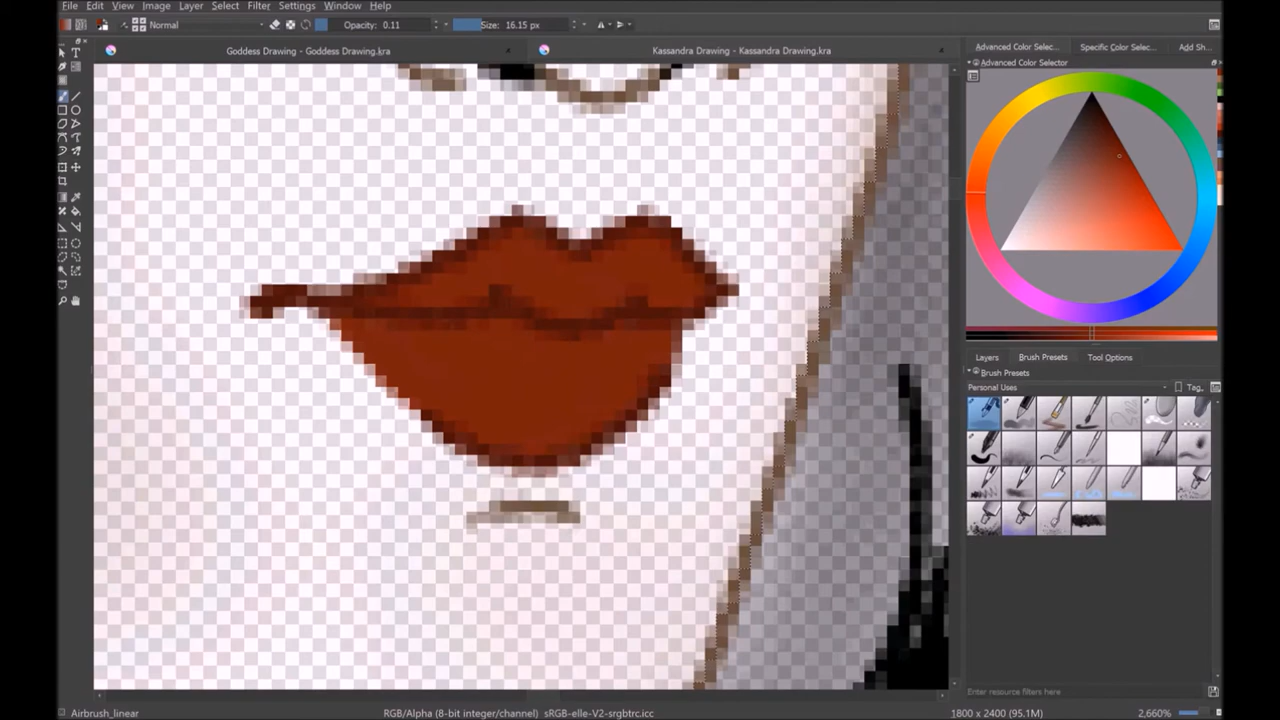 File Edit View Image Layer Select Filter Settings Window Help
Normal Opacity: 0.11 Size: 16.15 px
Goddess Drawing - Goddess Drawing.kra
Kassandra Drawing - Kassandra Drawing.kra
Advanced Color Selec... Specific Color Selec... Add Sh...
Advanced Color Selector
Layers Brush Presets Tool Options
Brush Presets
Personal Uses Tag
Enter resource filters here
Airbrush_linear
RGB/Alpha (8-bit integer/channel) sRGB-elle-V2-srgbtrc.icc
1800 x 2400 (95.1M)
2,660%